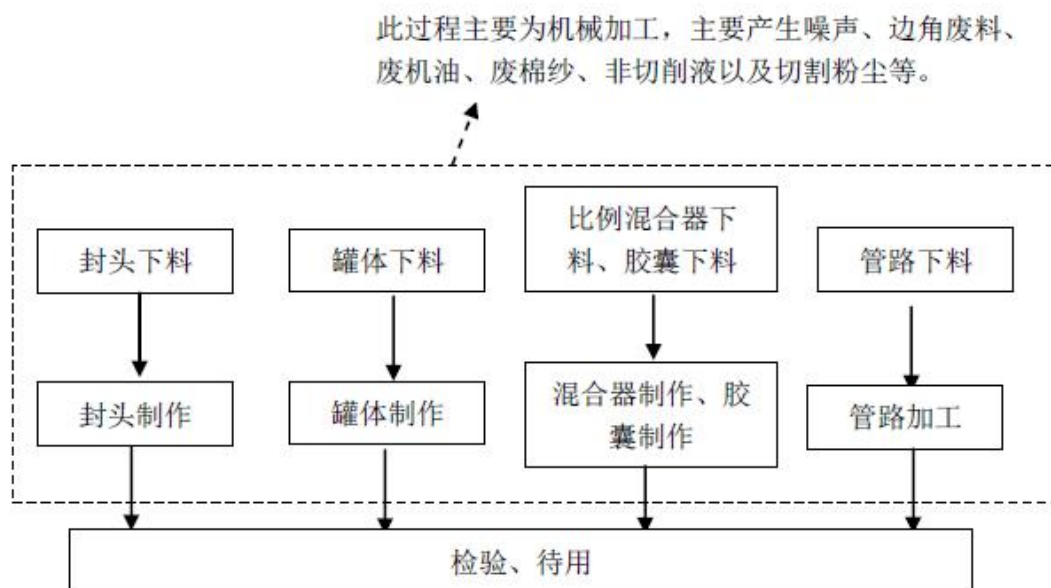 此过程主要为机械加工，主要产生噪声、边角废料、
废机油、废棉纱、非切削液以及切割粉尘等。
封头下料
罐体下料
比例混合器下
料、胶囊下料
管路下料
封头制作
罐体制作
混合器制作、胶
囊制作
管路加工
检验、待用